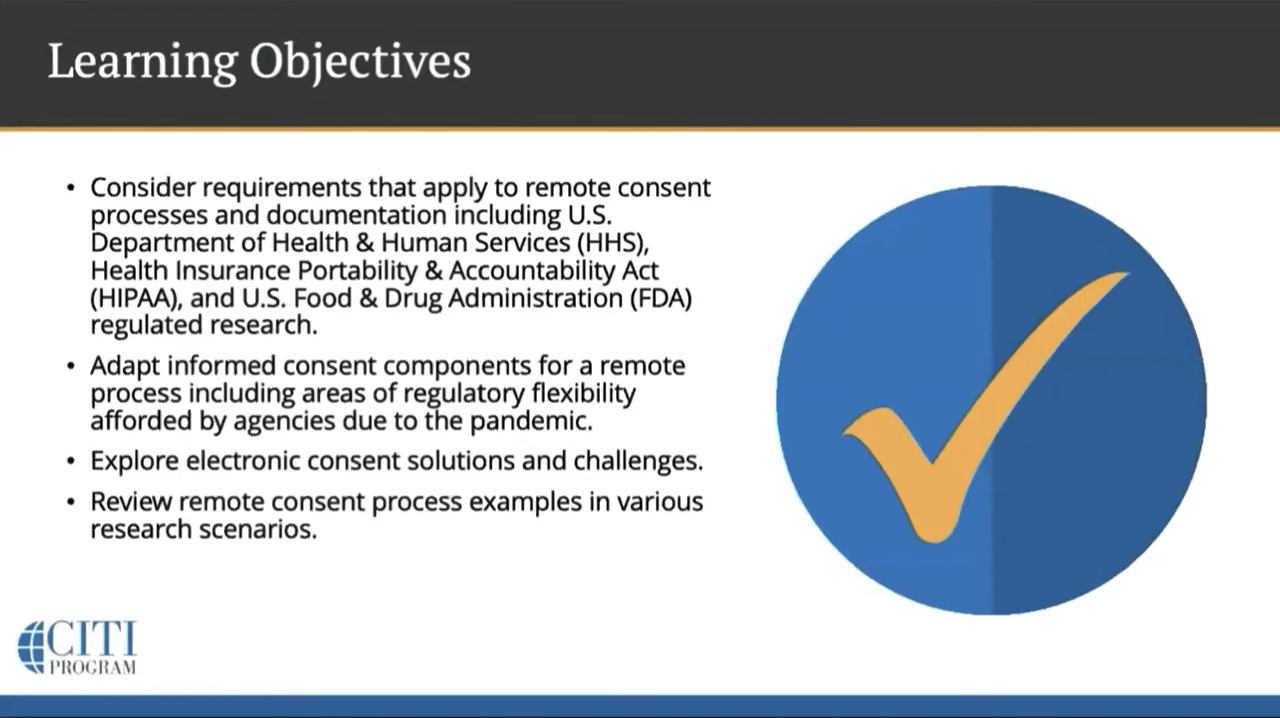 Learning Objectives
• Consider requirements that apply to remote consent
processes and documentation including U.S.
Department of Health & Human Services (HHS),
Health Insurance Portability & Accountability Act
(HIPAA), and U.S. Food & Drug Administration (FDA)
regulated research.
• Adapt informed consent components for a remote
process including areas of regulatory flexibility
afforded by agencies due to the pandemic.
• Explore electronic consent solutions and challenges.
• Review remote consent process examples in various
research scenarios.
CITI
PROGRAM